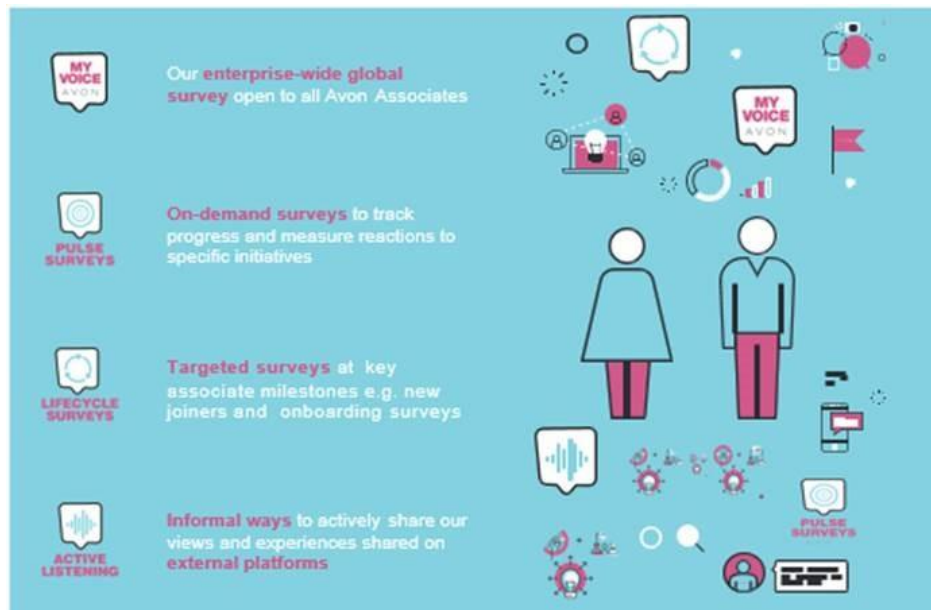 MY
VOICE
AVON
Our enterprise-wide global
survey open to all Avon Associates
PULSE
SURVEYS
On-demand surveys to track
progress and measure reactions to
specific initiatives
LIFECYCLE
SURVEYS
Targeted surveys at key
associate milestones e.g. new
joiners and onboarding surveys
ACTIVE
LISTENING
Informal ways to actively share our
views and experiences shared on
external platforms
MY
VOICE
AVON
PULSE
SURVEYS